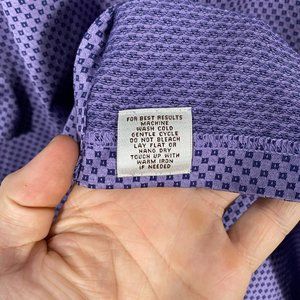 FOR BEST RESULTS
MACHINE
WASH COLD
GENTLE CYCLE
DO NOT BLEACH
LAY FLAT OR
HANG DRY
TOUCH UP WITH
WARM IRON
IF NEEDED